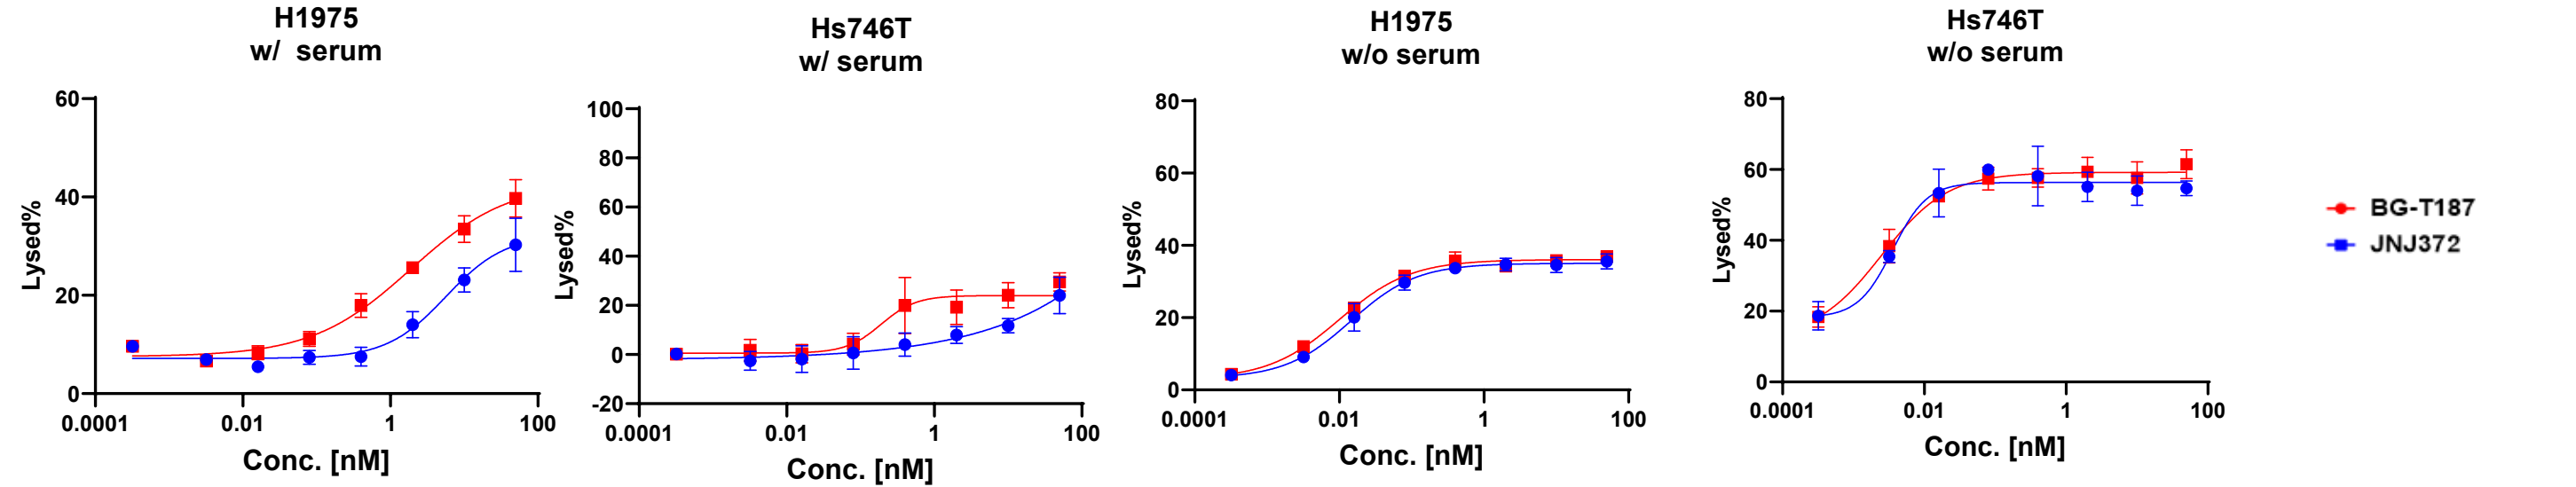 H1975
w/ serum
60
40
20
0
Lysed%
0.0001
0.01
1
100
Conc. [nM]
Hs746T
w/ serum
100
80
60
40
20
0
-20
Lysed%
0.0001
0.01
1
100
Conc. [nM]
H1975
w/o serum
80
60
40
20
0
Lysed%
0.0001
0.01
1
100
Conc. [nM]
Hs746T
w/o serum
80
60
40
20
0
Lysed%
0.0001
0.01
1
100
Conc. [nM]
BG-T187
JNJ372